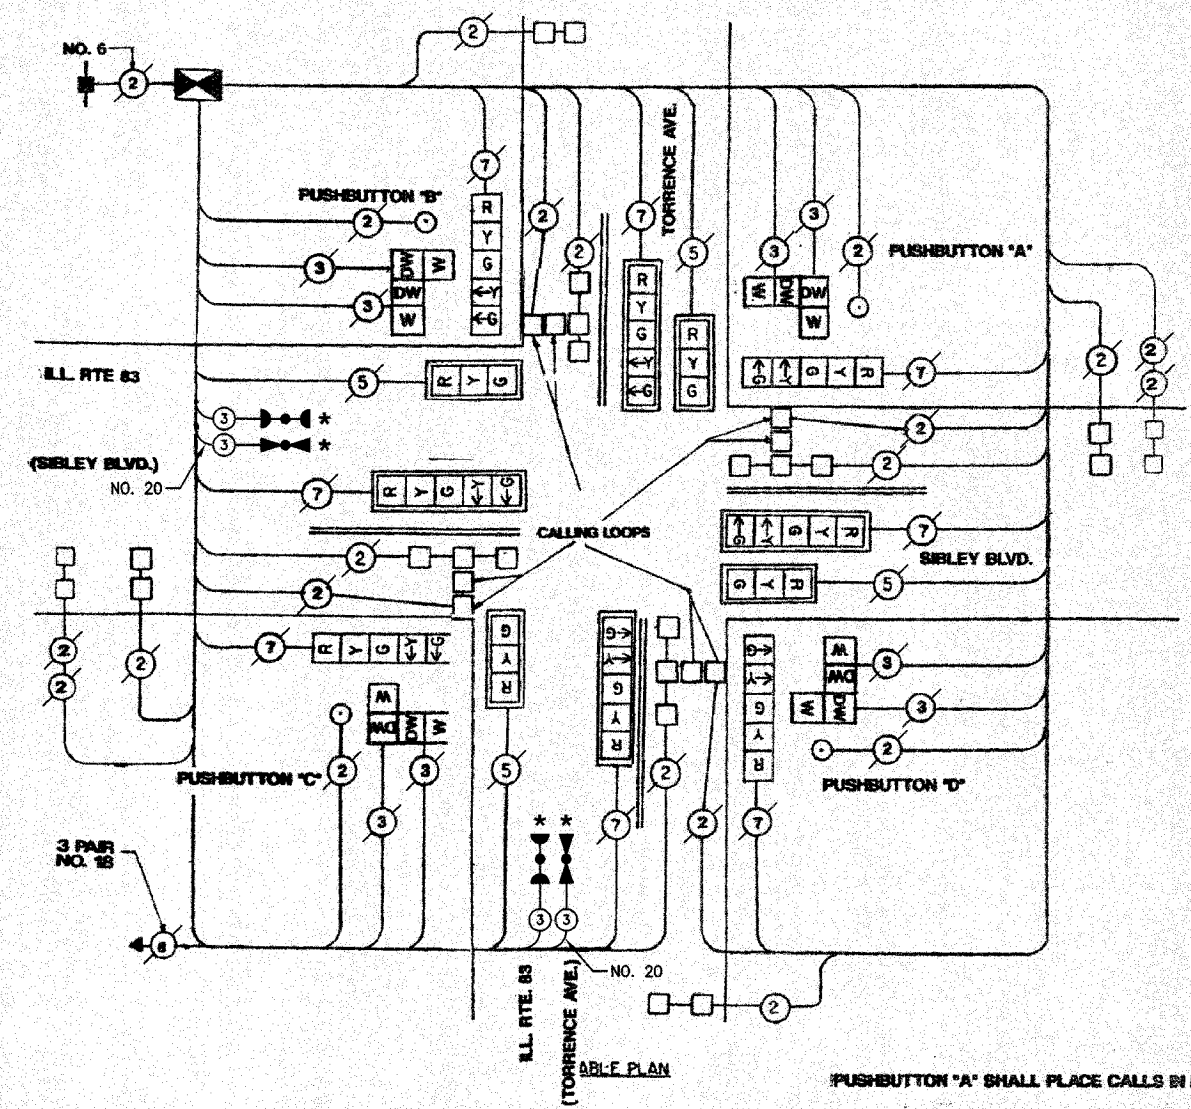 2
NO. 6
2
TORRENCE AVE.
7
PUSHBUTTON "B"
2
2
7
3
3
2
PUSHBUTTON "A"
2
5
3
R
Y
G
←Y
←G
DW W
DW
W
3
3
R
Y
G
←Y
←G
R
Y
G
W DW DW
W
2
2
2
ILL. RTE 83
5
R Y G
←G ←Y G Y R
7
3 *
3 *
2
(SIBLEY BLVD.)
NO. 20
2
7
R Y G ←Y ←G
CALLING LOOPS
←G ←Y G Y R
7
SIBLEY BLVD.
2
2
G Y R
5
7
R Y G ←Y ←G
G
Y
R
←G
←Y
G
Y
R
←G
←Y
G
Y
R
W
DW
3
W DW
3
2
2
2
2
W
DW DW W
PUSHBUTTON "C"
2
3
5
2
2
PUSHBUTTON "D"
3
7
2
7
* *
3 PAIR
NO. 18
6
3
3
NO. 20
ILL. RTE. 83
(TORRENCE AVE.)
2
ABLE PLAN
PUSHBUTTON "A" SHALL PLACE CALLS IN